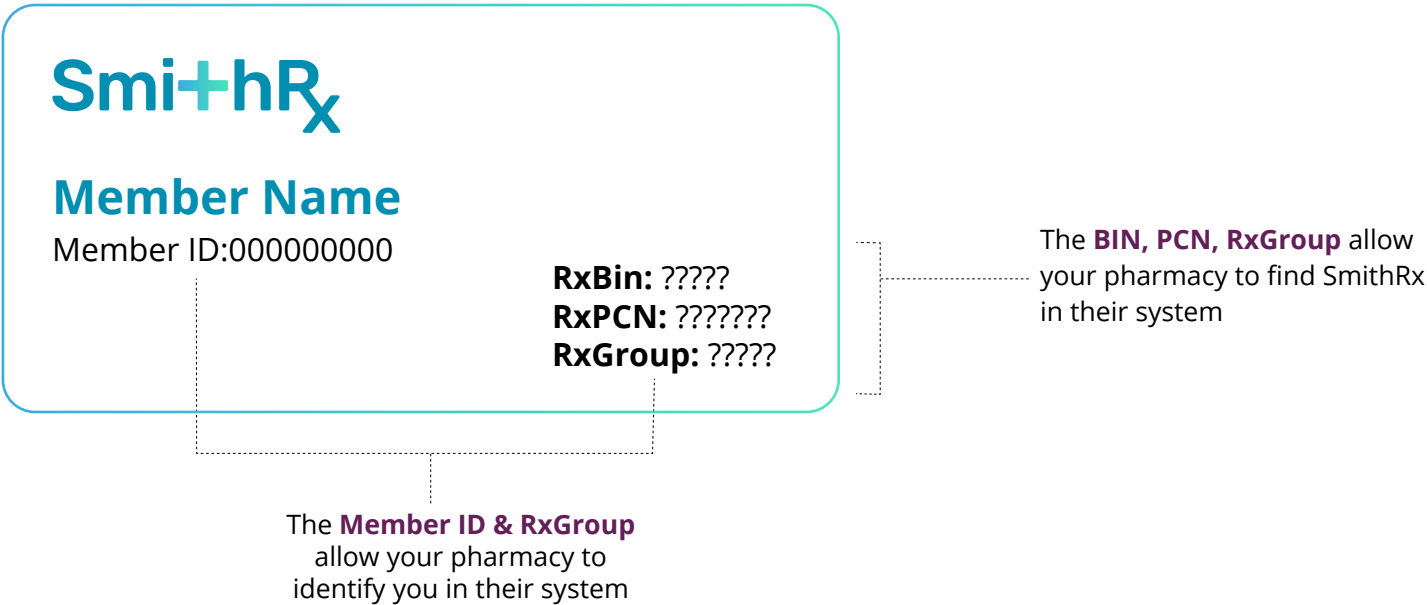 SmithRx
Member Name
Member ID:000000000
RxBin: ?????
RxPCN: ???????
RxGroup: ?????
The BIN, PCN, RxGroup allow
your pharmacy to find SmithRx
in their system
The Member ID & RxGroup
allow your pharmacy to
identify you in their system